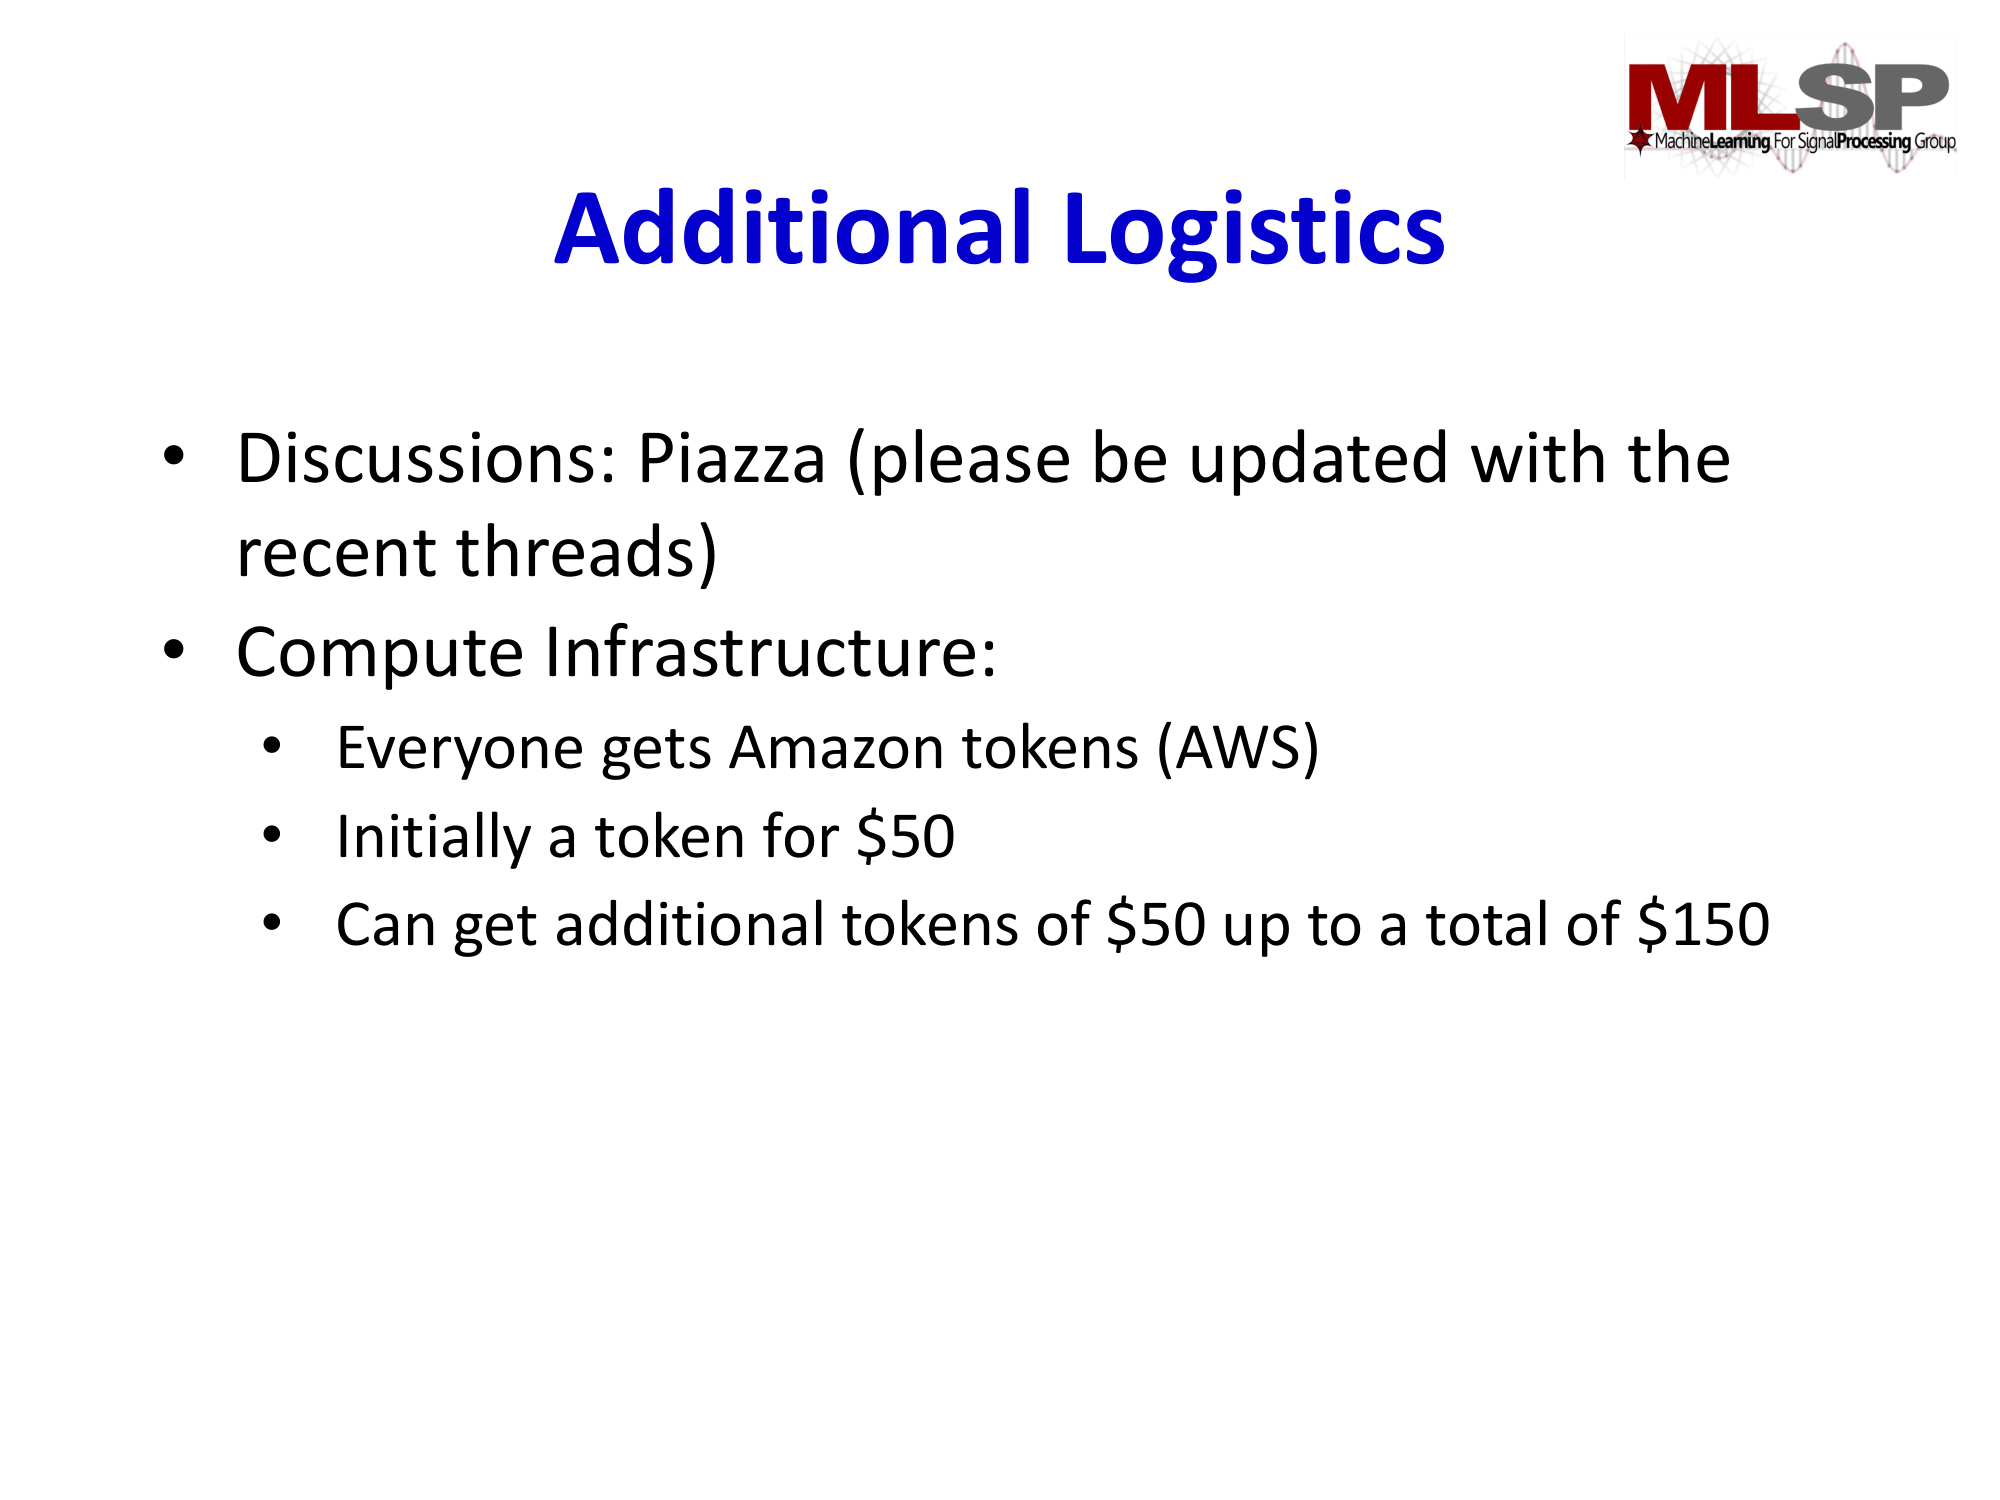 MLSP
MachineLearning For SignalProcessing Group
Additional Logistics
• Discussions: Piazza (please be updated with the
recent threads)
• Compute Infrastructure:
• Everyone gets Amazon tokens (AWS)
• Initially a token for $50
• Can get additional tokens of $50 up to a total of $150